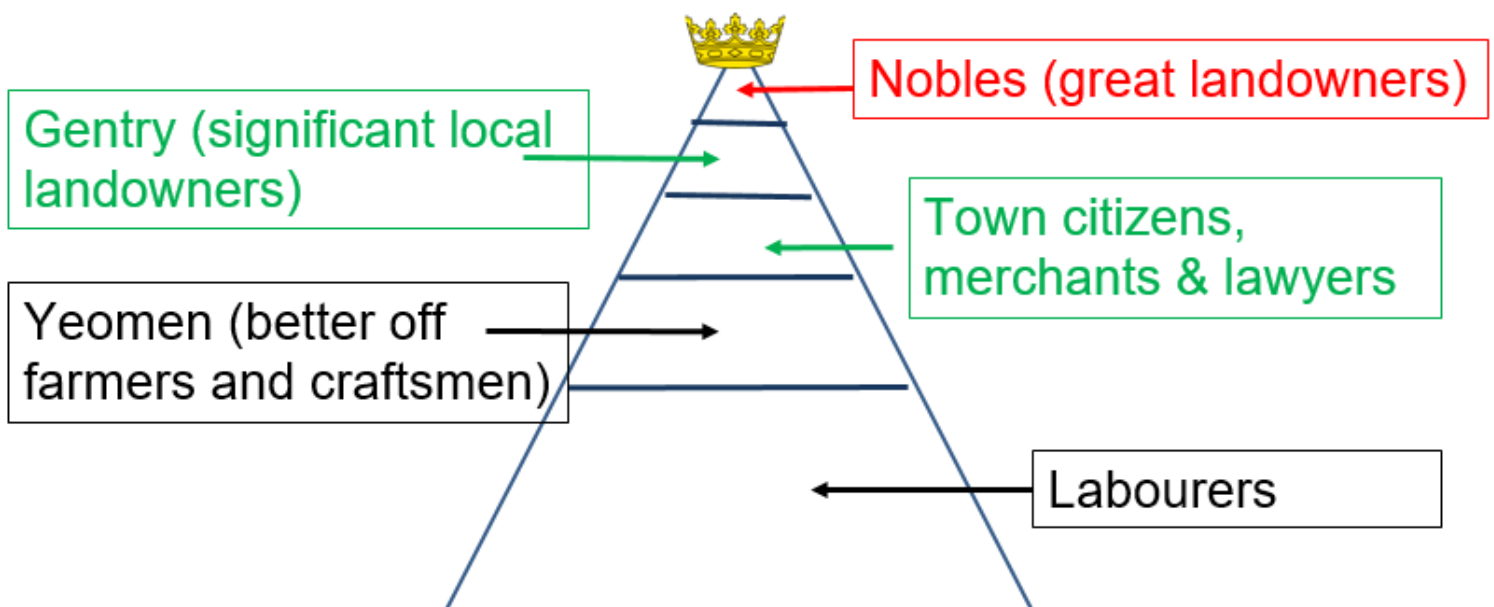 Nobles (great landowners)
Gentry (significant local
landowners)
Town citizens,
merchants & lawyers
Yeomen (better off
farmers and craftsmen)
Labourers